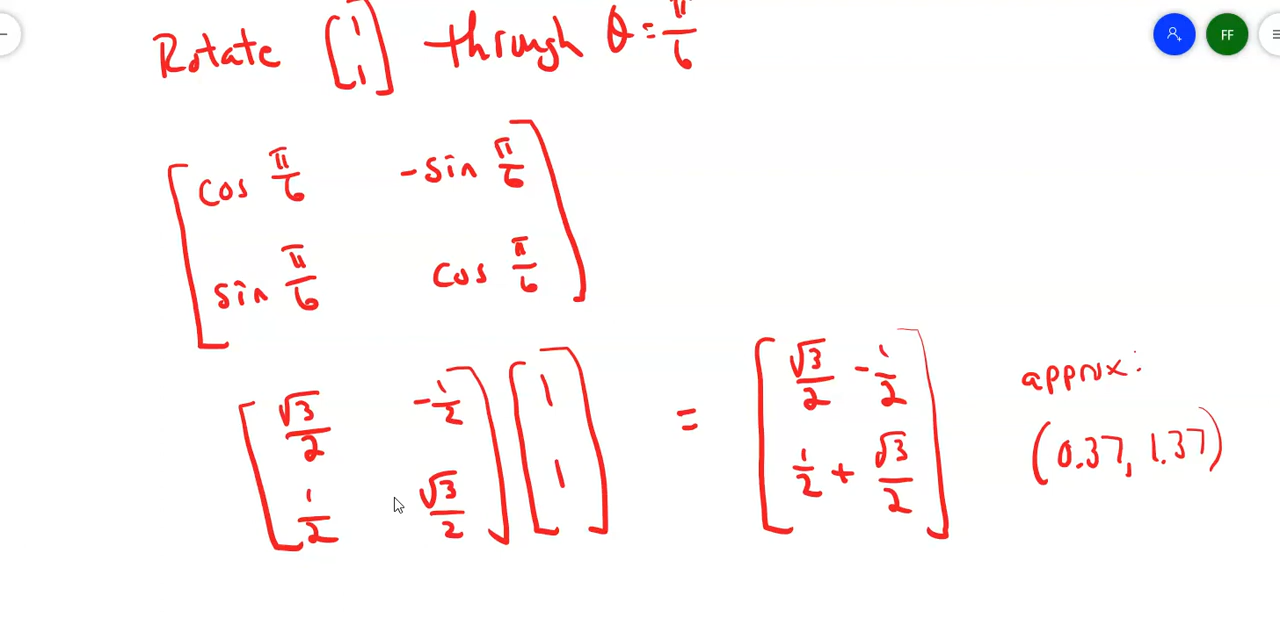 FF
Rotate [1 1] through θ = π/6
[cos π/6 -sin π/6
sin π/6 cos π/6]
[√3/2 -1/2
1/2 √3/2] [1 1] = [√3/2 - 1/2
1/2 + √3/2]
approx:
(0.37, 1.37)